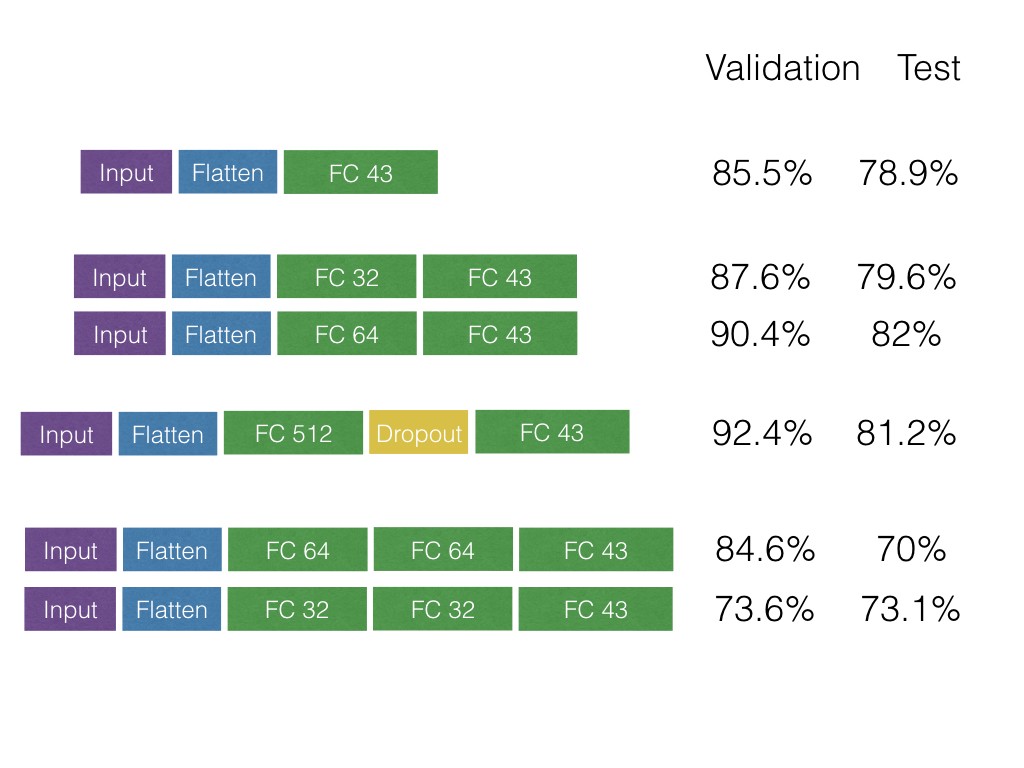 Validation Test
Input Flatten FC 43 85.5% 78.9%
Input Flatten FC 32 FC 43 87.6% 79.6%
Input Flatten FC 64 FC 43 90.4% 82%
Input Flatten FC 512 Dropout FC 43 92.4% 81.2%
Input Flatten FC 64 FC 64 FC 43 84.6% 70%
Input Flatten FC 32 FC 32 FC 43 73.6% 73.1%